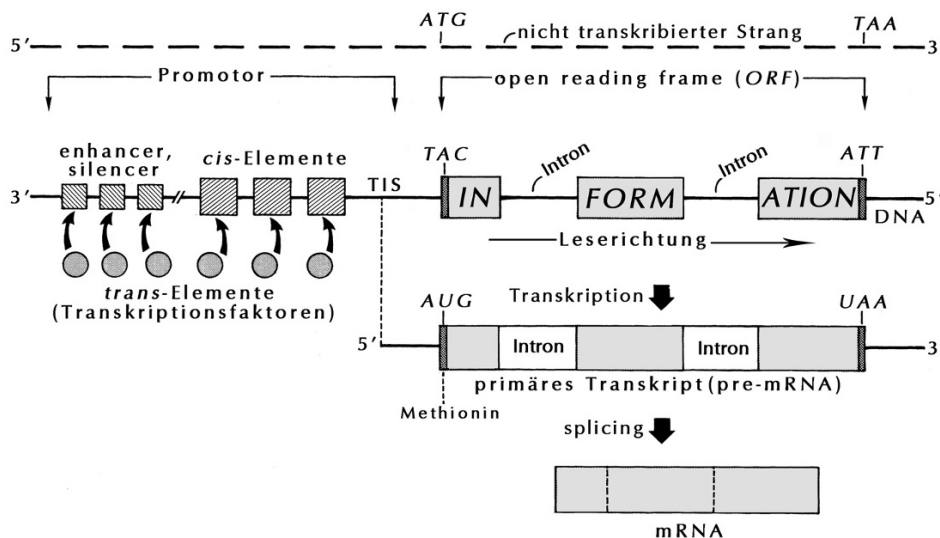 ATG
TAA
5' nicht transkribierter Strang 3'
Promotor
open reading frame (ORF)
enhancer,
silencer
cis-Elemente
TIS
TAC
Intron
Intron
ATT
3' IN FORM ATION 5'
DNA
Leserichtung
trans-Elemente
(Transkriptionsfaktoren)
Transkription
AUG
UAA
5' Intron Intron 3'
primäres Transkript (pre-mRNA)
Methionin
splicing
mRNA